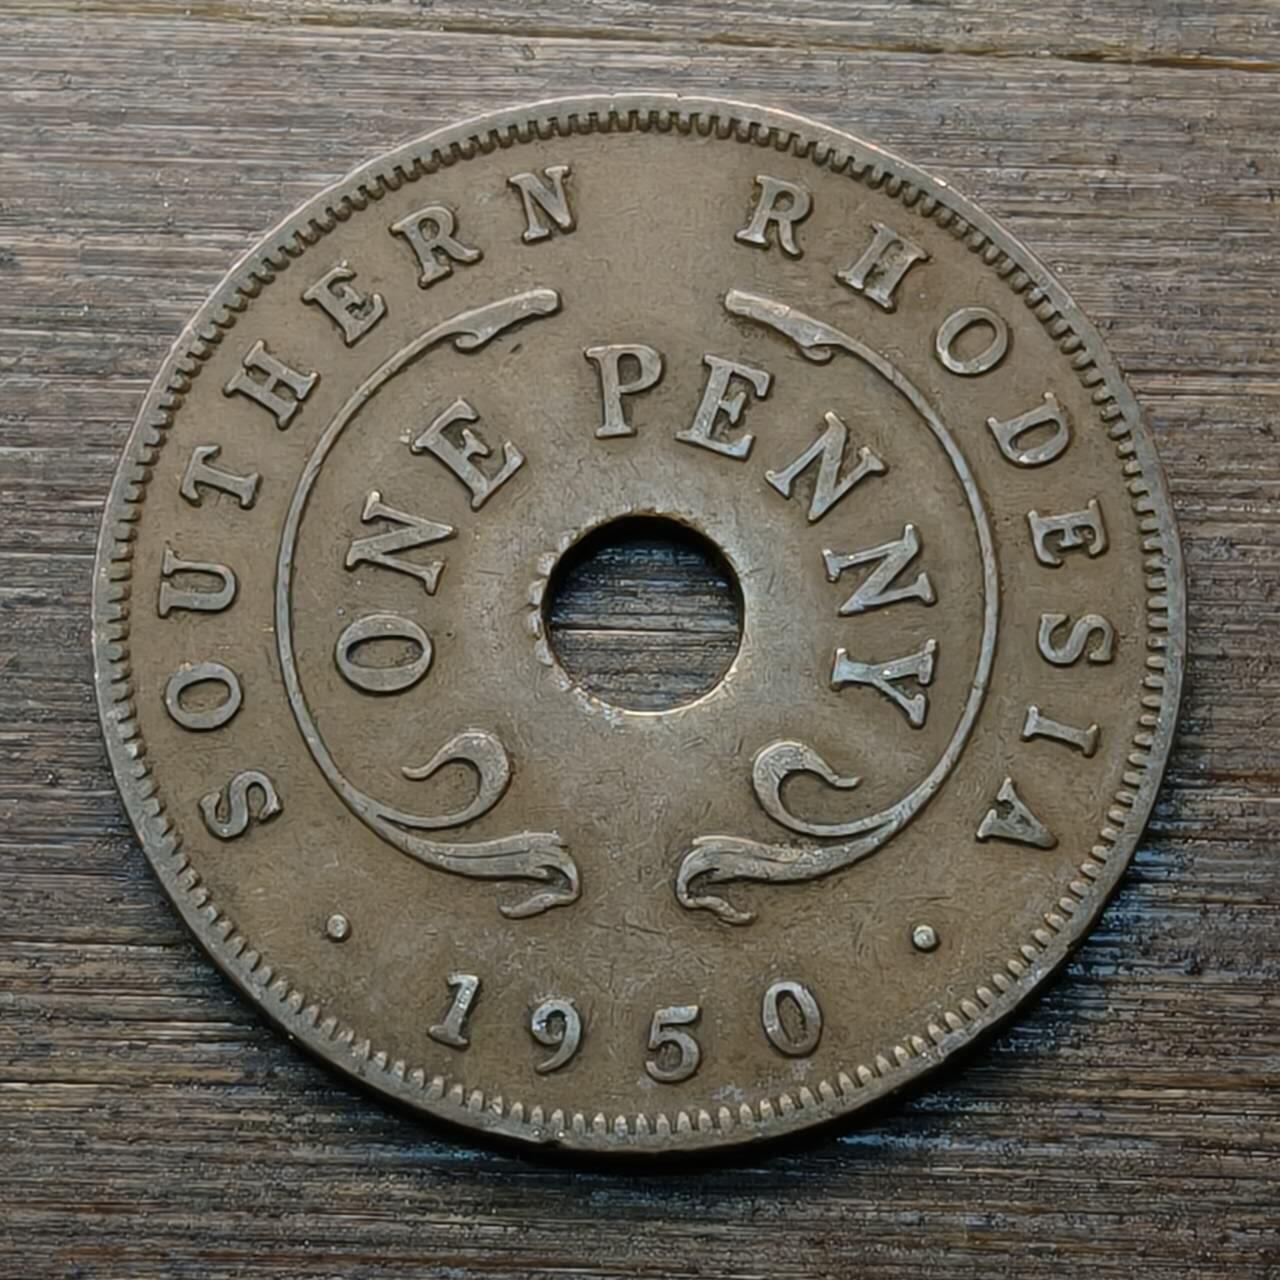 SOUTHERN RHODESIA
ONE PENNY
· 1950 ·